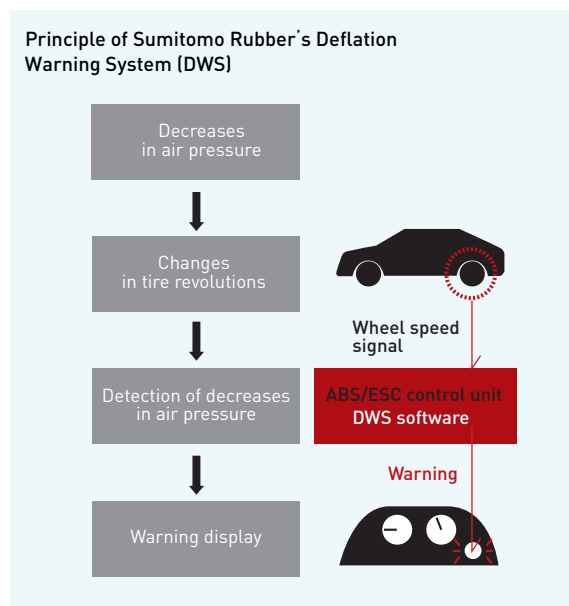 Principle of Sumitomo Rubber's Deflation
Warning System (DWS)
Decreases
in air pressure
Changes
in tire revolutions
Wheel speed
signal
Detection of decreases
in air pressure
ABS/ESC control unit
DWS software
Warning
Warning display